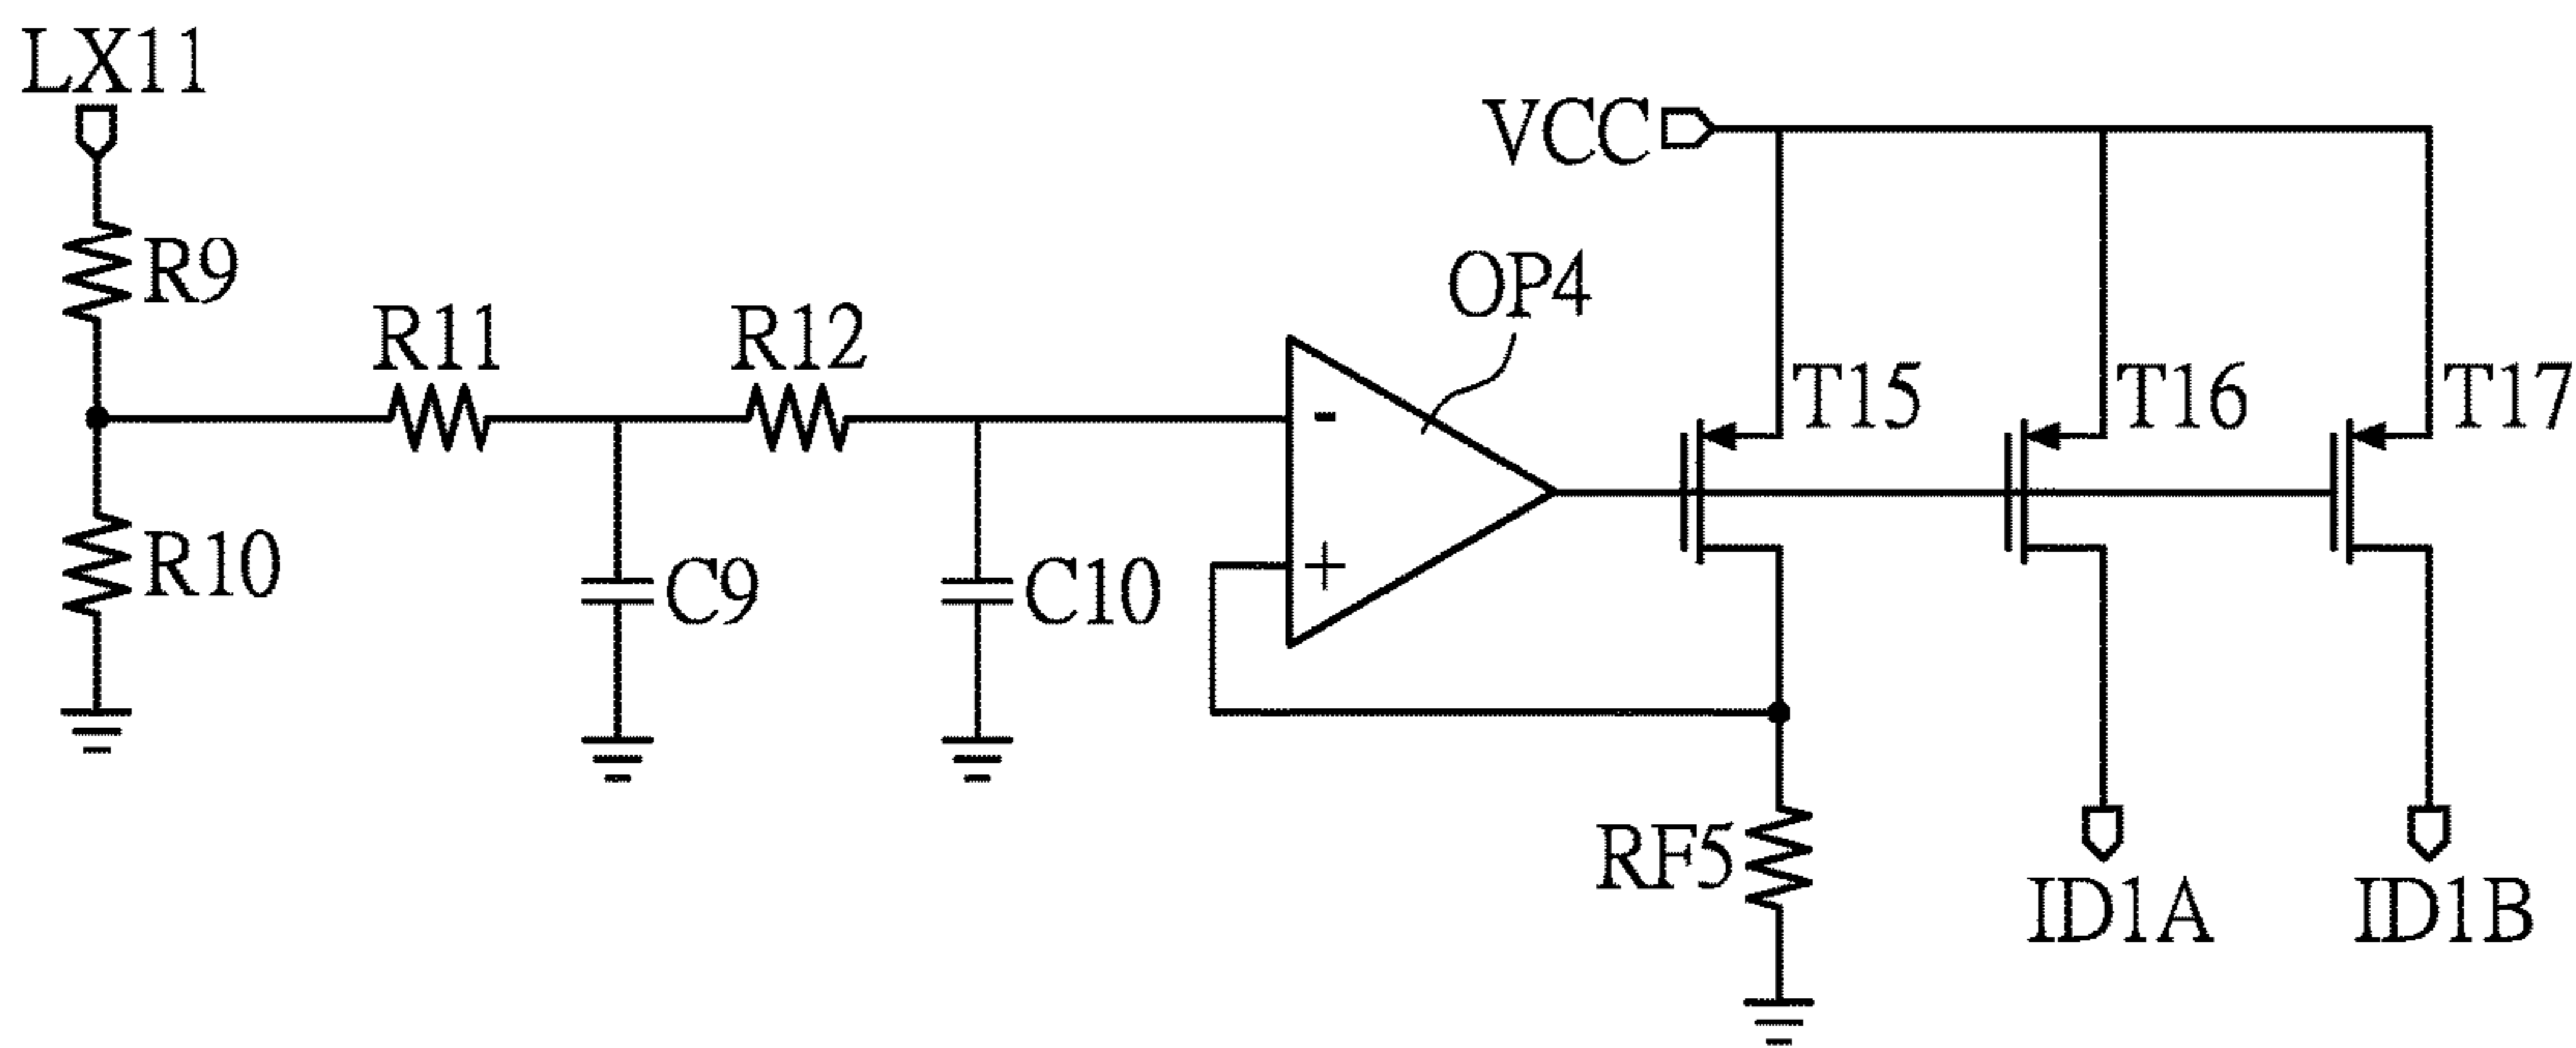 LX11
VCC
R9
OP4
R11
R12
T15
T16
T17
-
R10
C9
C10
+
RF5
ID1A
ID1B